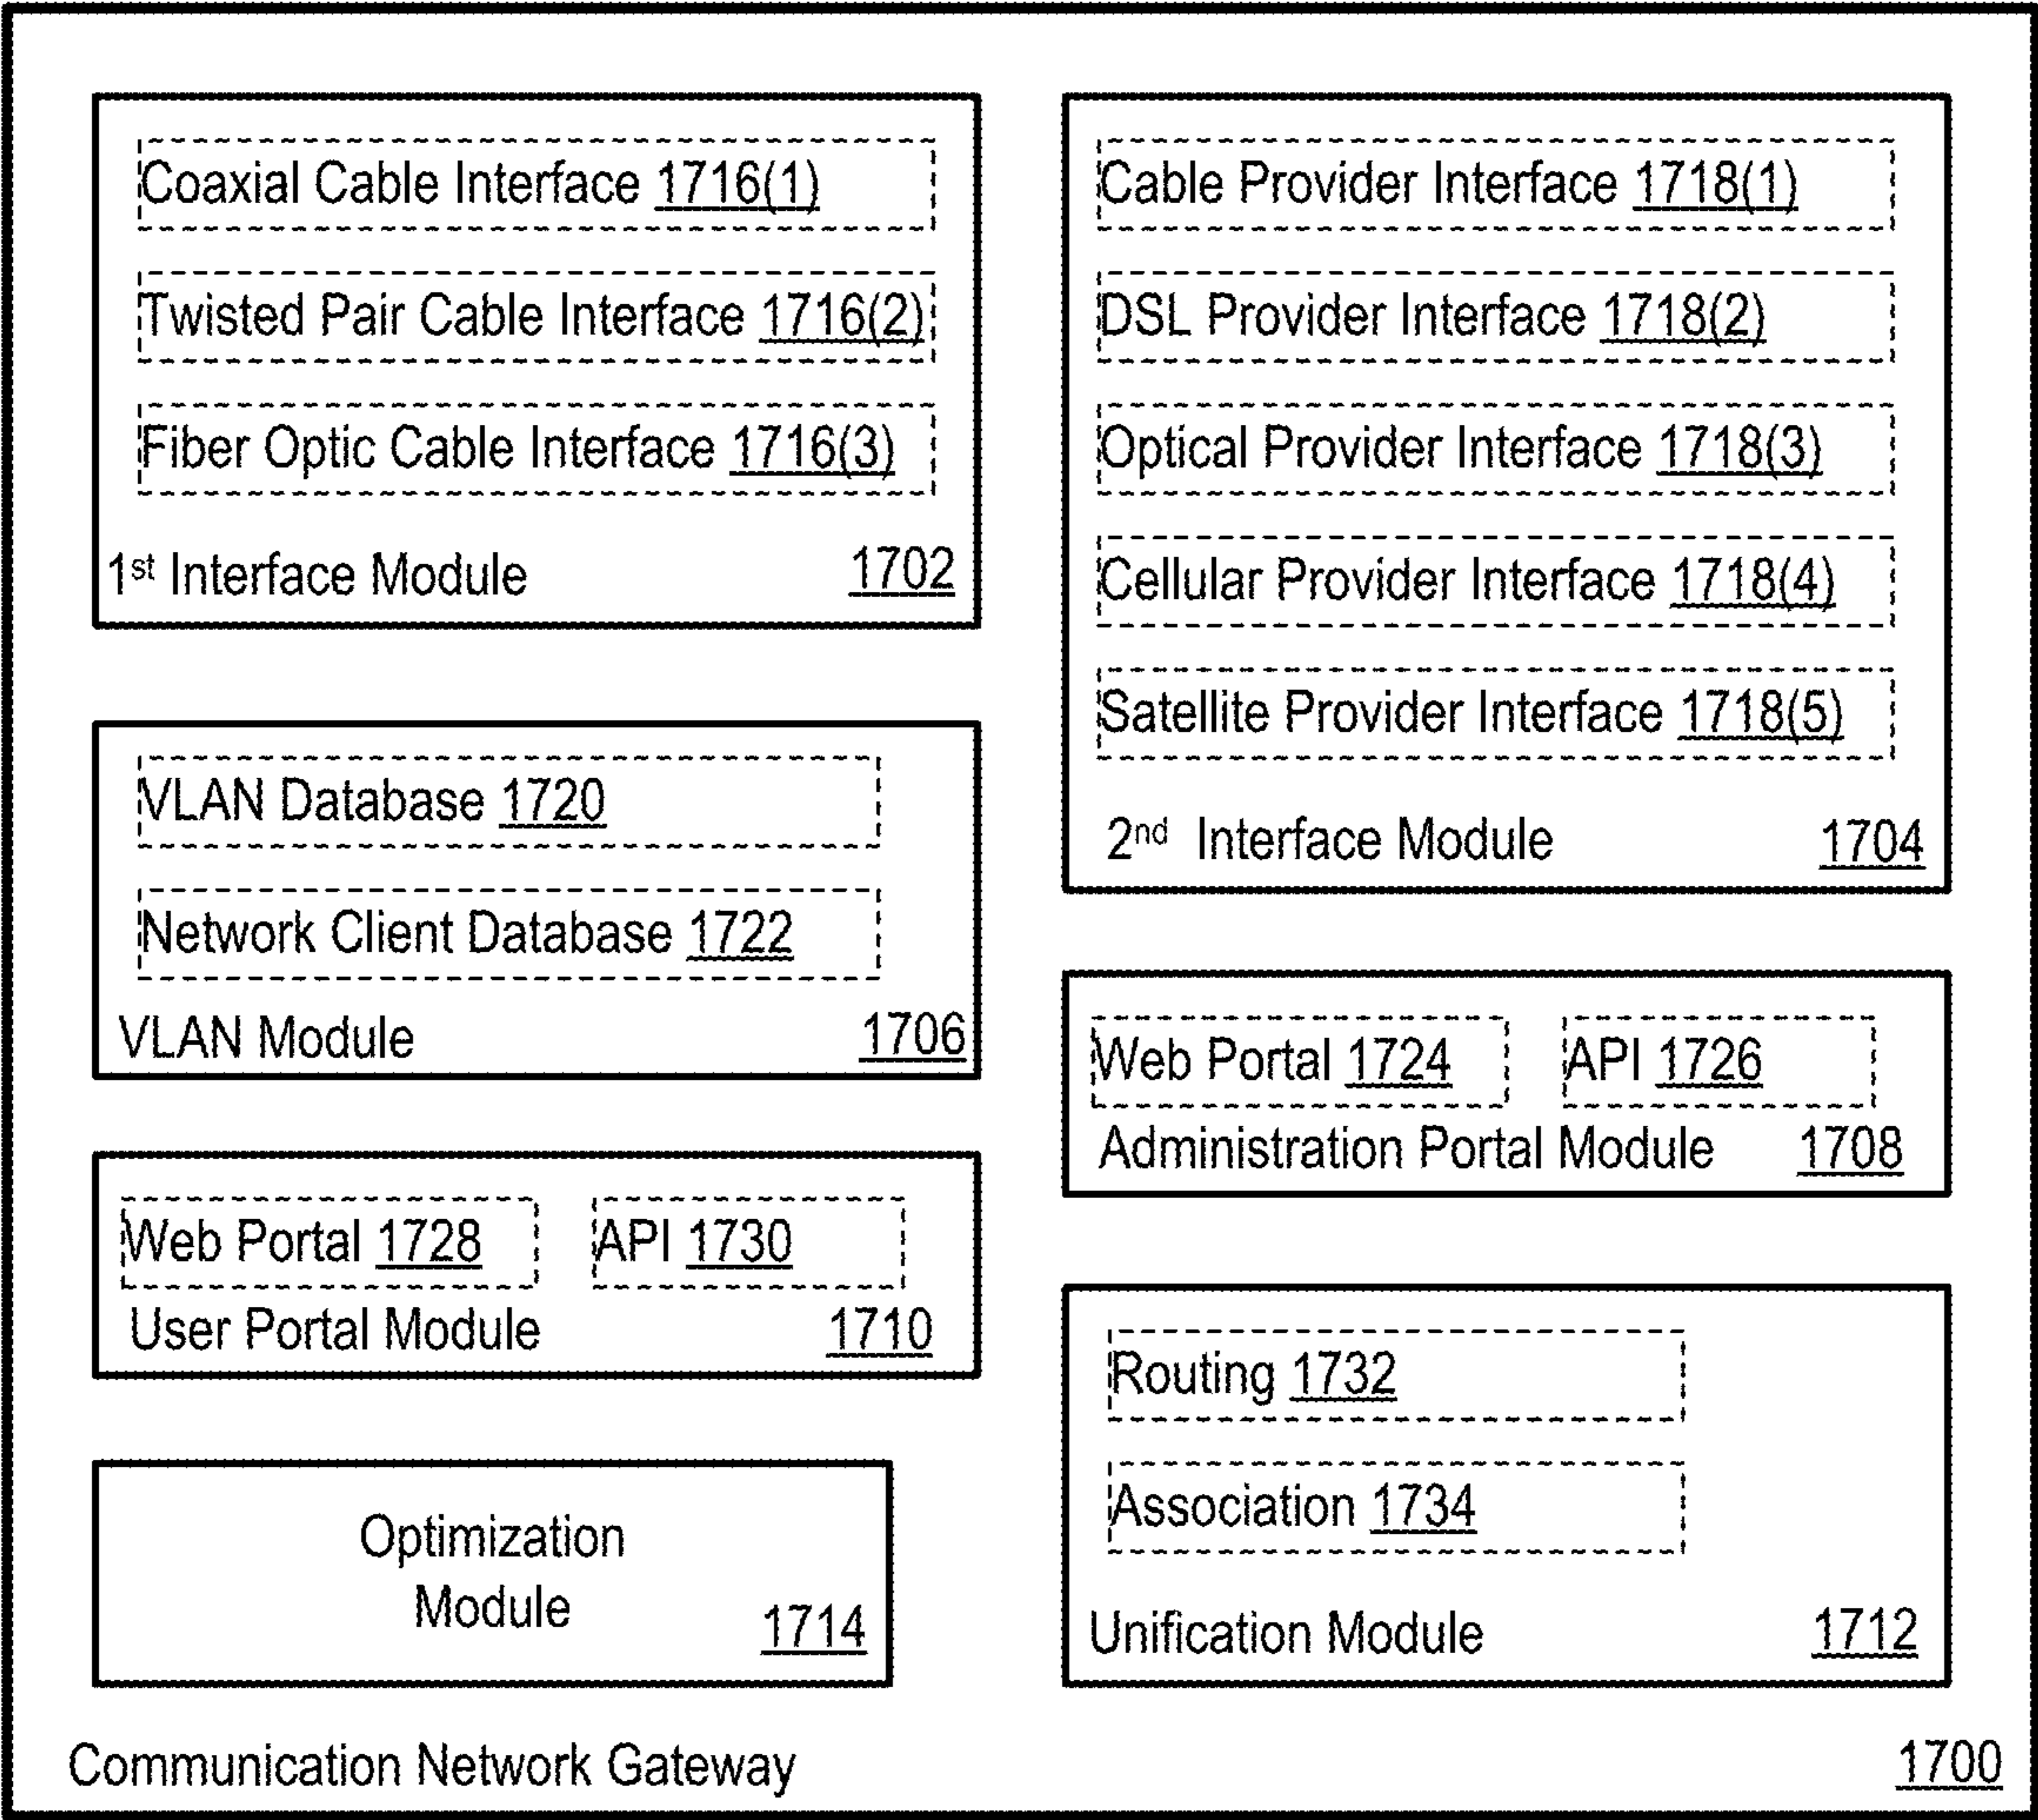 Coaxial Cable Interface 1716(1)
Twisted Pair Cable Interface 1716(2)
Fiber Optic Cable Interface 1716(3)
1st Interface Module 1702
Cable Provider Interface 1718(1)
DSL Provider Interface 1718(2)
Optical Provider Interface 1718(3)
Cellular Provider Interface 1718(4)
Satellite Provider Interface 1718(5)
2nd Interface Module 1704
VLAN Database 1720
Network Client Database 1722
VLAN Module 1706
Web Portal 1724 API 1726
Administration Portal Module 1708
Web Portal 1728 API 1730
User Portal Module 1710
Routing 1732
Association 1734
Unification Module 1712
Optimization
Module
1714
Communication Network Gateway 1700